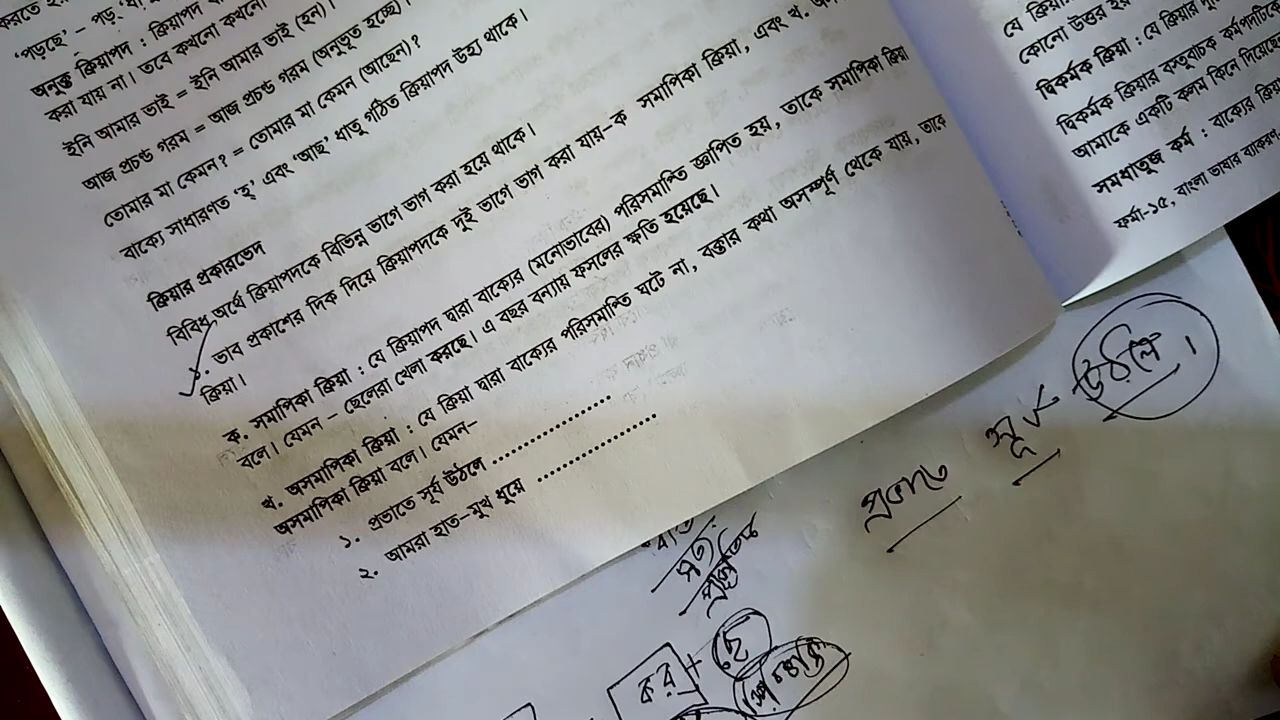 অনুক্ত ক্রিয়াপদ : ক্রিয়াপদ
করা যায় না। তবে কখনো কখনো
ইনি আমার ভাই = ইনি আমার ভাই (হন)।
আজ প্রচণ্ড গরম = আজ প্রচণ্ড গরম (অনুভূত হচ্ছে)।
তোমার মা কেমন? = তোমার মা কেমন (আছেন)?
বাক্যে সাধারণত ‘হ্’ এবং ‘আছ্’ ধাতু গঠিত ক্রিয়াপদ উহ্য থাকে।
ক্রিয়ার প্রকারভেদ
বিবিধ অর্থে ক্রিয়াপদকে বিভিন্ন ভাগে ভাগ করা হয়ে থাকে।
১. ভাব প্রকাশের দিক দিয়ে ক্রিয়াপদকে দুই ভাগে ভাগ করা যায়–ক সমাপিকা ক্রিয়া, এবং খ.
ক্রিয়া।
ক. সমাপিকা ক্রিয়া : যে ক্রিয়াপদ দ্বারা বাক্যের (মনোভাবের) পরিসমাপ্তি জ্ঞাপিত হয়, তাকে সমাপিকা ক্রিয়া
বলে। যেমন – ছেলেরা খেলা করছে। এ বছর বন্যায় ফসলের ক্ষতি হয়েছে।
খ. অসমাপিকা ক্রিয়া : যে ক্রিয়া দ্বারা বাক্যের পরিসমাপ্তি ঘটে না, বক্তার কথা অসম্পূর্ণ থেকে যায়, তাকে
অসমাপিকা ক্রিয়া বলে। যেমন–
১. প্রভাতে সূর্য উঠলে ....................
২. আমরা হাত–মুখ ধুয়ে ....................
যে ক্রিয়ার
কোনো উত্তর
দ্বিকর্মক ক্রিয়া : যে ক্রিয়ার
দ্বিকর্মক ক্রিয়ার বস্তুবাচক কর্মপদটিকে
আমাকে একটি কলম কিনে দিয়েছেন
সমধাতুজ কর্ম : বাক্যের ক্রিয়া
ফর্মা-১৫, বাংলা ভাষার ব্যাকরণ
প্রভাতে সূর্য উঠলে।
কর + ছে